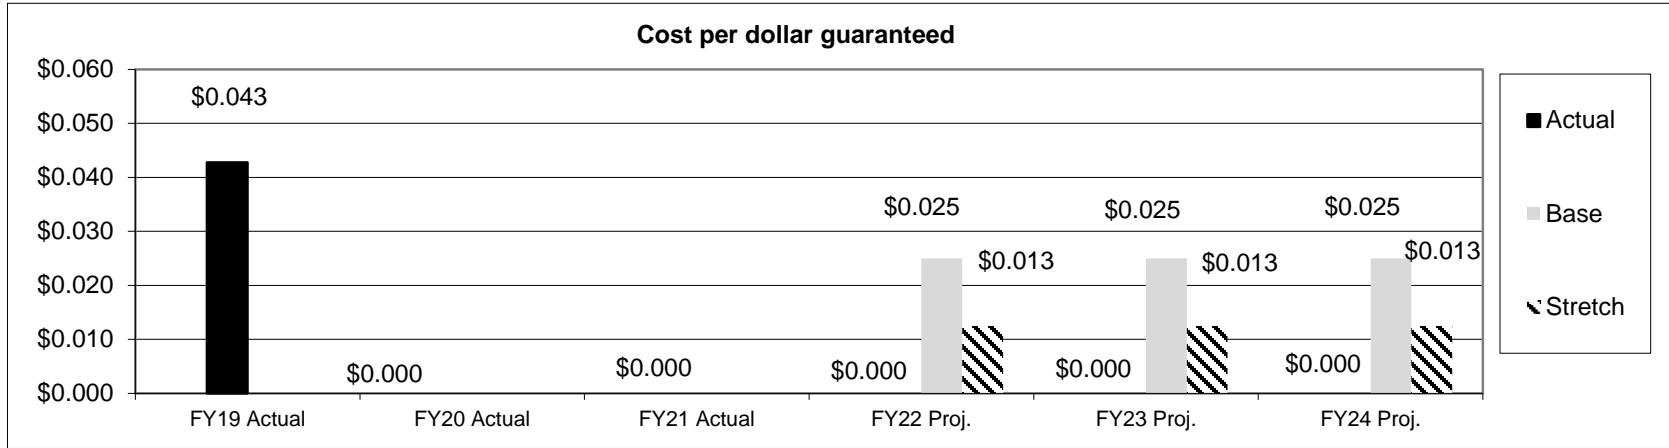 Cost per dollar guaranteed
$0.060
$0.050
$0.040
$0.030
$0.020
$0.010
$0.000
$0.043
$0.000
$0.000
$0.000
$0.025
$0.013
$0.000
$0.025
$0.013
$0.000
$0.025
$0.013
FY19 Actual
FY20 Actual
FY21 Actual
FY22 Proj.
FY23 Proj.
FY24 Proj.
Actual
Base
Stretch